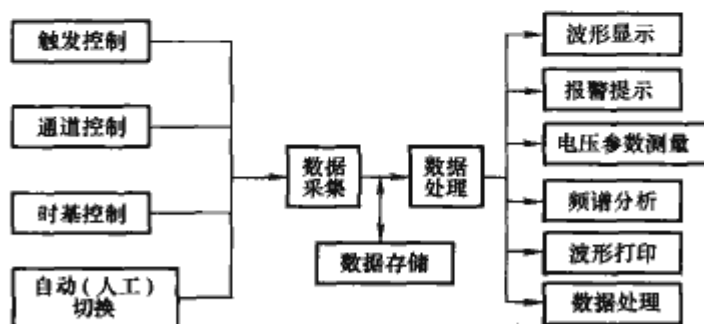 触发控制
通道控制
时基控制
自动(人工)
切换
数据
采集
数据
处理
数据存储
波形显示
报警提示
电压参数测量
频谱分析
波形打印
数据处理